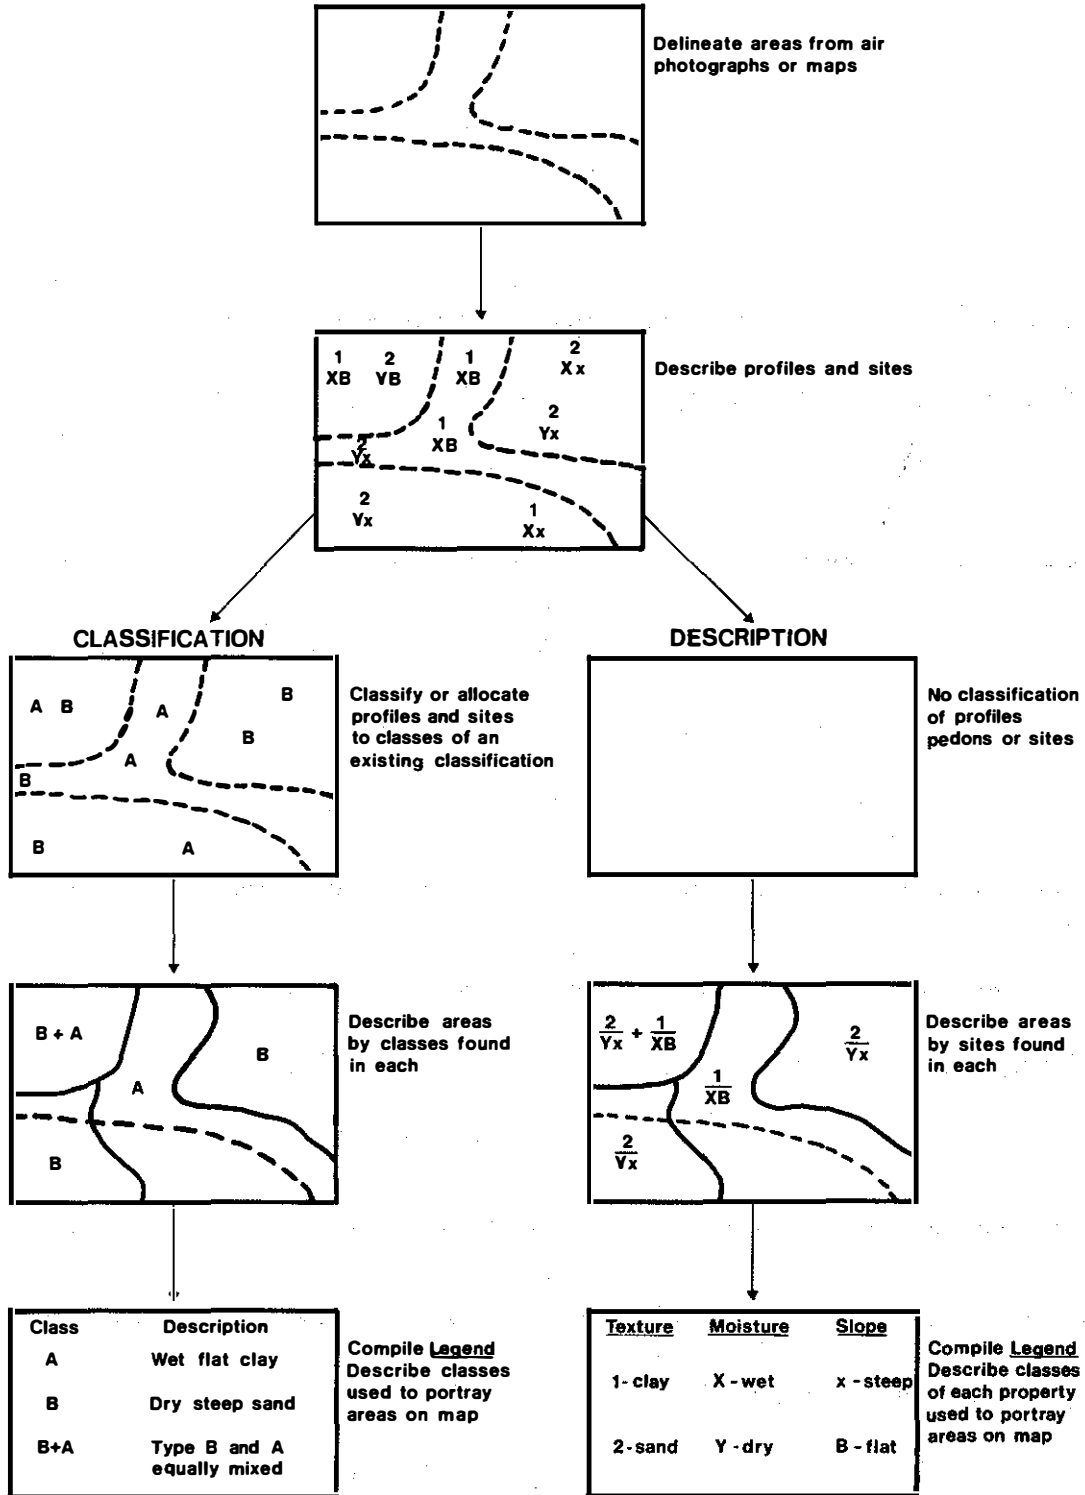 Delineate areas from air
photographs or maps
1 2 1 2
XB YB XB Xx
Describe profiles and sites
1 2
XB Yx
2
Yx
2 1
Yx Xx
CLASSIFICATION
A B A B
B
A
B
B A
Classify or allocate
profiles and sites
to classes of an
existing classification
DESCRIPTION
No classification
of profiles
pedons or sites
B + A
B
A
B
Describe areas
by classes found
in each
2/Yx + 1/XB
2/Yx
1/XB
2/Yx
Describe areas
by sites found
in each
Class Description
A Wet flat clay
B Dry steep sand
B+A Type B and A
equally mixed
Compile Legend
Describe classes
used to portray
areas on map
Texture Moisture Slope
1-clay X-wet x-steep
2-sand Y-dry B-flat
Compile Legend
Describe classes
of each property
used to portray
areas on map